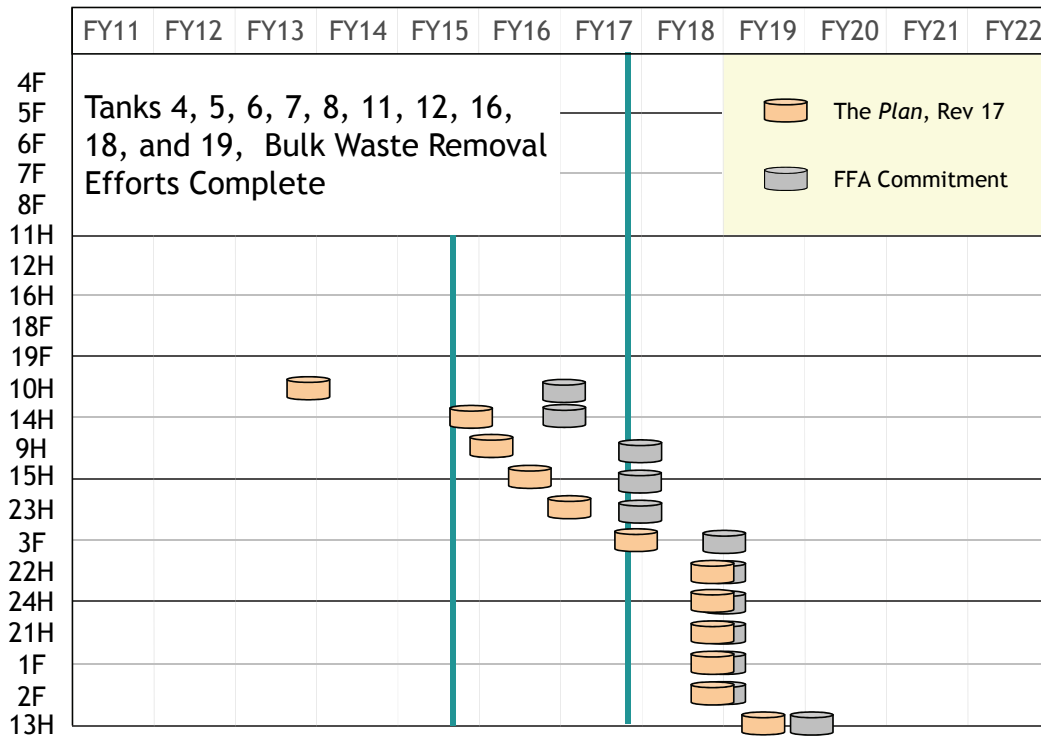 FY11 FY12 FY13 FY14 FY15 FY16 FY17 FY18 FY19 FY20 FY21 FY22
4F
5F
6F
7F
8F
11H
12H
16H
18F
19F
10H
14H
9H
15H
23H
3F
22H
24H
21H
1F
2F
13H
Tanks 4, 5, 6, 7, 8, 11, 12, 16,
18, and 19, Bulk Waste Removal
Efforts Complete
The Plan, Rev 17
FFA Commitment